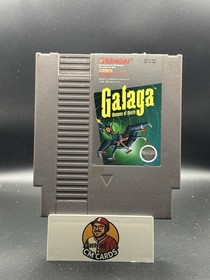 BANDAI
Galaga
Demons of Death
CM CARDS